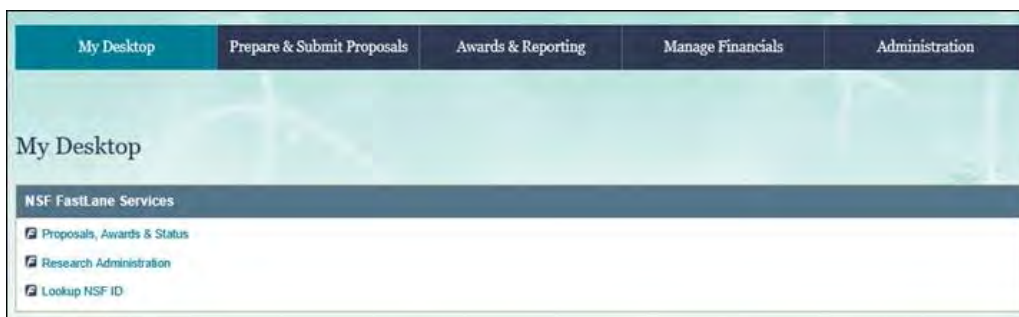 My Desktop Prepare & Submit Proposals Awards & Reporting Manage Financials Administration
My Desktop
NSF FastLane Services
Proposals, Awards & Status
Research Administration
Lookup NSF ID